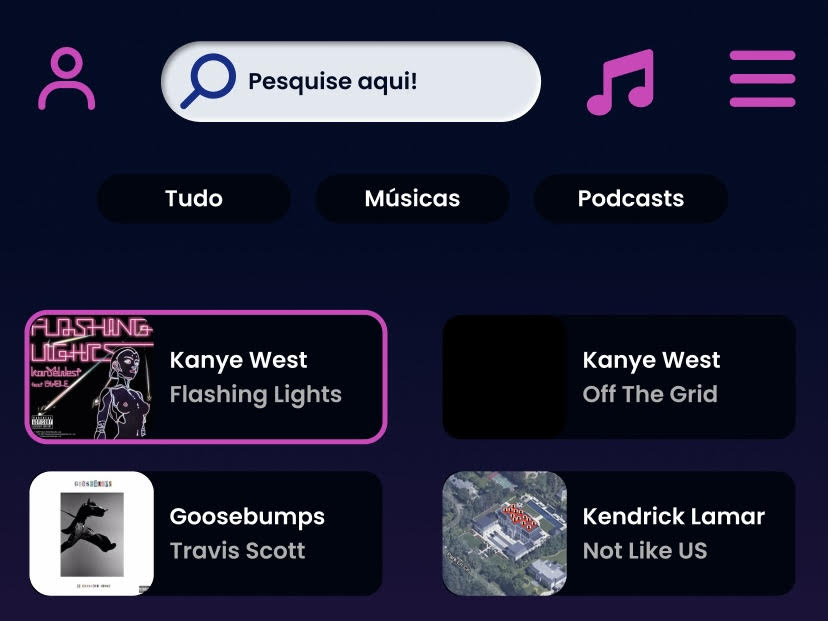 Pesquise aqui!
Tudo
Músicas
Podcasts
FLASHING
LIGHTS
KanYeWest
feat DWELE
Kanye West
Flashing Lights
Kanye West
Off The Grid
GOOSEBUMPS
Goosebumps
Travis Scott
Kendrick Lamar
Not Like US